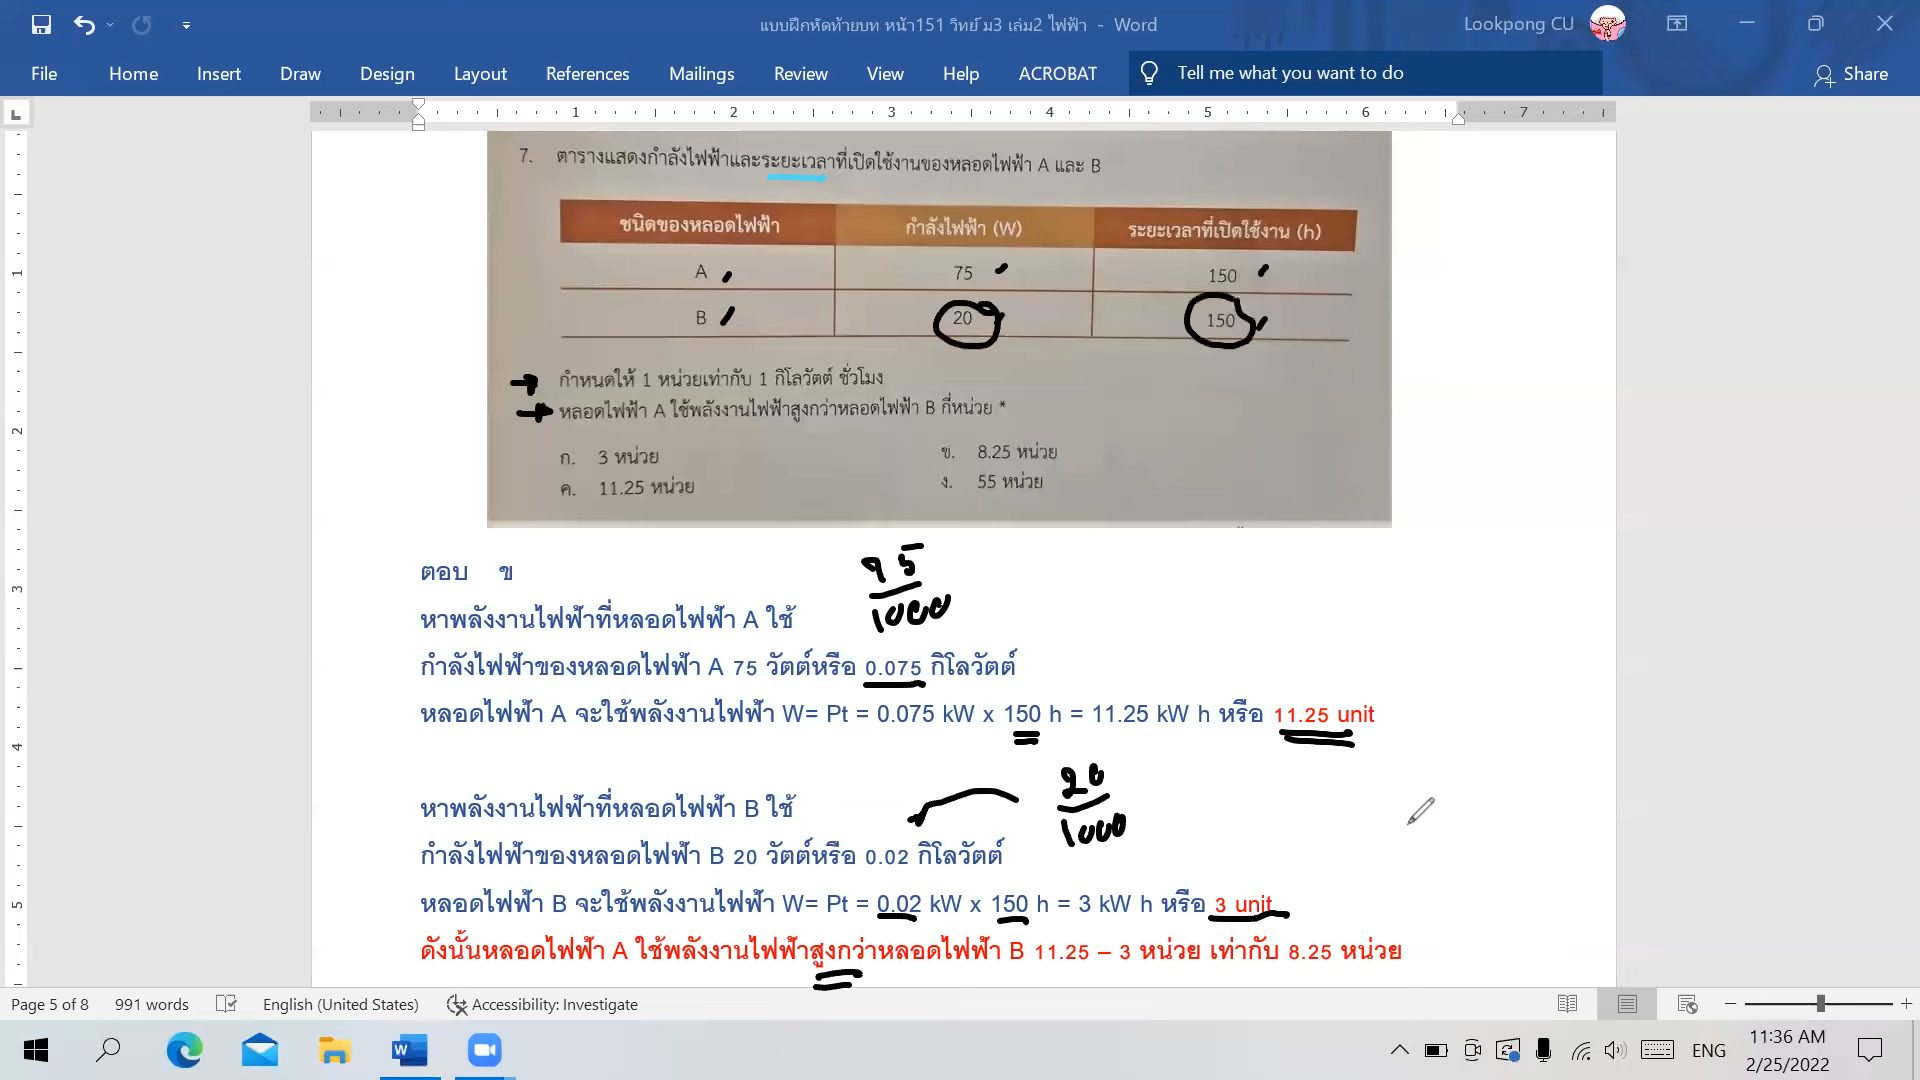 แบบฝึกหัดท้ายบท หน้า151 วิทย์ ม3 เล่ม2 ไฟฟ้า - Word
Lookpong CU
File Home Insert Draw Design Layout References Mailings Review View Help ACROBAT Tell me what you want to do Share
1 2 3 4 5 6 7
7. ตารางแสดงกำลังไฟฟ้าและระยะเวลาที่เปิดใช้งานของหลอดไฟฟ้า A และ B
ชนิดของหลอดไฟฟ้า กำลังไฟฟ้า (W) ระยะเวลาที่เปิดใช้งาน (h)
A 75 150
B 20 150
กำหนดให้ 1 หน่วยเท่ากับ 1 กิโลวัตต์ ชั่วโมง
หลอดไฟฟ้า A ใช้พลังงานไฟฟ้าสูงกว่าหลอดไฟฟ้า B กี่หน่วย *
ก. 3 หน่วย ข. 8.25 หน่วย
ค. 11.25 หน่วย ง. 55 หน่วย
ตอบ ข
75
1000
หาพลังงานไฟฟ้าที่หลอดไฟฟ้า A ใช้
กำลังไฟฟ้าของหลอดไฟฟ้า A 75 วัตต์หรือ 0.075 กิโลวัตต์
หลอดไฟฟ้า A จะใช้พลังงานไฟฟ้า W= Pt = 0.075 kW x 150 h = 11.25 kW h หรือ 11.25 unit
20
1000
หาพลังงานไฟฟ้าที่หลอดไฟฟ้า B ใช้
กำลังไฟฟ้าของหลอดไฟฟ้า B 20 วัตต์หรือ 0.02 กิโลวัตต์
หลอดไฟฟ้า B จะใช้พลังงานไฟฟ้า W= Pt = 0.02 kW x 150 h = 3 kW h หรือ 3 unit
ดังนั้นหลอดไฟฟ้า A ใช้พลังงานไฟฟ้าสูงกว่าหลอดไฟฟ้า B 11.25 – 3 หน่วย เท่ากับ 8.25 หน่วย
1
2
3
4
5
Page 5 of 8 991 words English (United States) Accessibility: Investigate
ENG
11:36 AM
2/25/2022